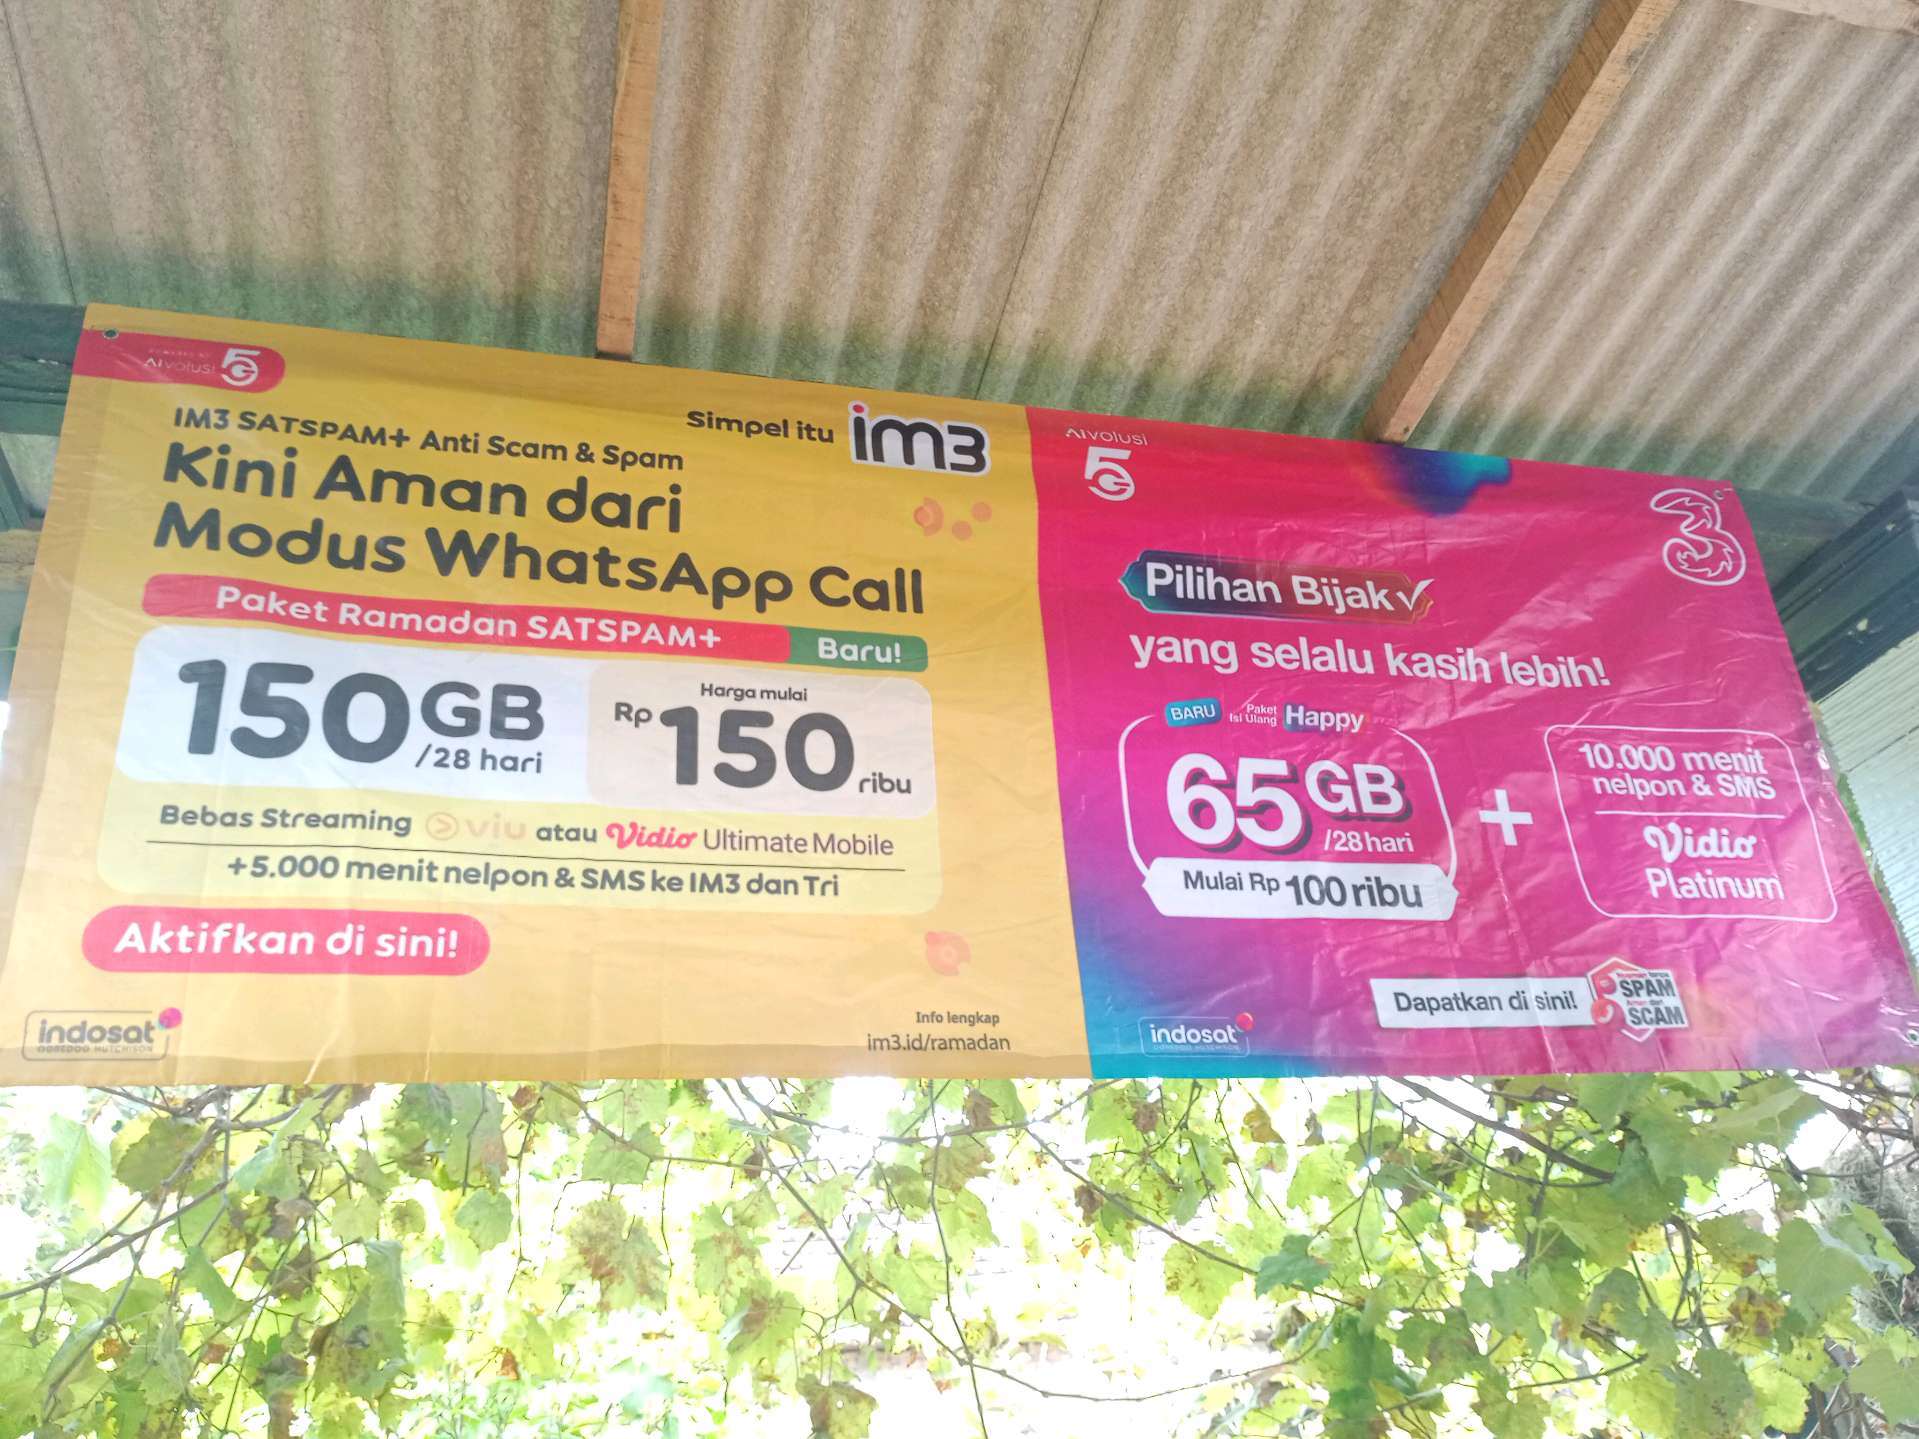 AIvolusi 5G
IM3 SATSPAM+ Anti Scam & Spam
Kini Aman dari
Modus WhatsApp Call
Simpel itu im3
Paket Ramadan SATSPAM+ Baru!
150GB
/28 hari
Harga mulai
Rp 150 ribu
Bebas Streaming viu atau Vidio Ultimate Mobile
+5.000 menit nelpon & SMS ke IM3 dan Tri
Aktifkan di sini!
indosat
OOREDOO HUTCHISON
Info lengkap
im3.id/ramadan
AIvolusi
5G
3
Pilihan Bijak
yang selalu kasih lebih!
BARU Paket Isi Ulang Happy
65GB
/28 hari
Mulai Rp 100 ribu
+
10.000 menit
nelpon & SMS
Vidio
Platinum
Dapatkan di sini!
SPAM
SCAM
indosat
OOREDOO HUTCHISON